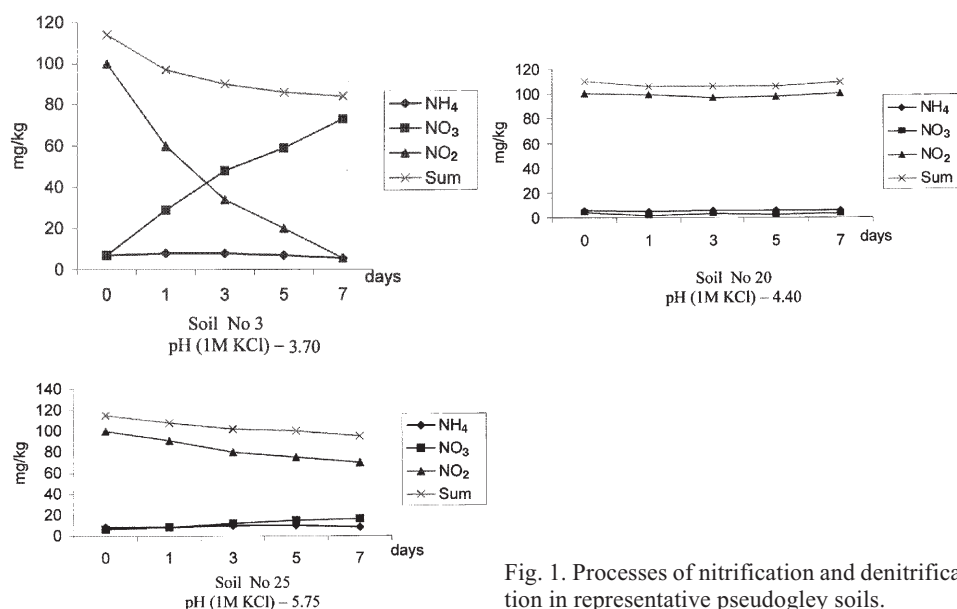 120
100
80
60
40
20
0
mg/kg
0 1 3 5 7
days
NH4
NO3
NO2
Sum
Soil No 3
pH (1M KCl) – 3.70
120
100
80
60
40
20
0
mg/kg
0 1 3 5 7
days
NH4
NO3
NO2
Sum
Soil No 20
pH (1M KCl) – 4.40
140
120
100
80
60
40
20
0
mg/kg
0 1 3 5 7
days
NH4
NO3
NO2
Sum
Soil No 25
pH (1M KCl) – 5.75
Fig. 1. Processes of nitrification and denitrifica-
tion in representative pseudogley soils.